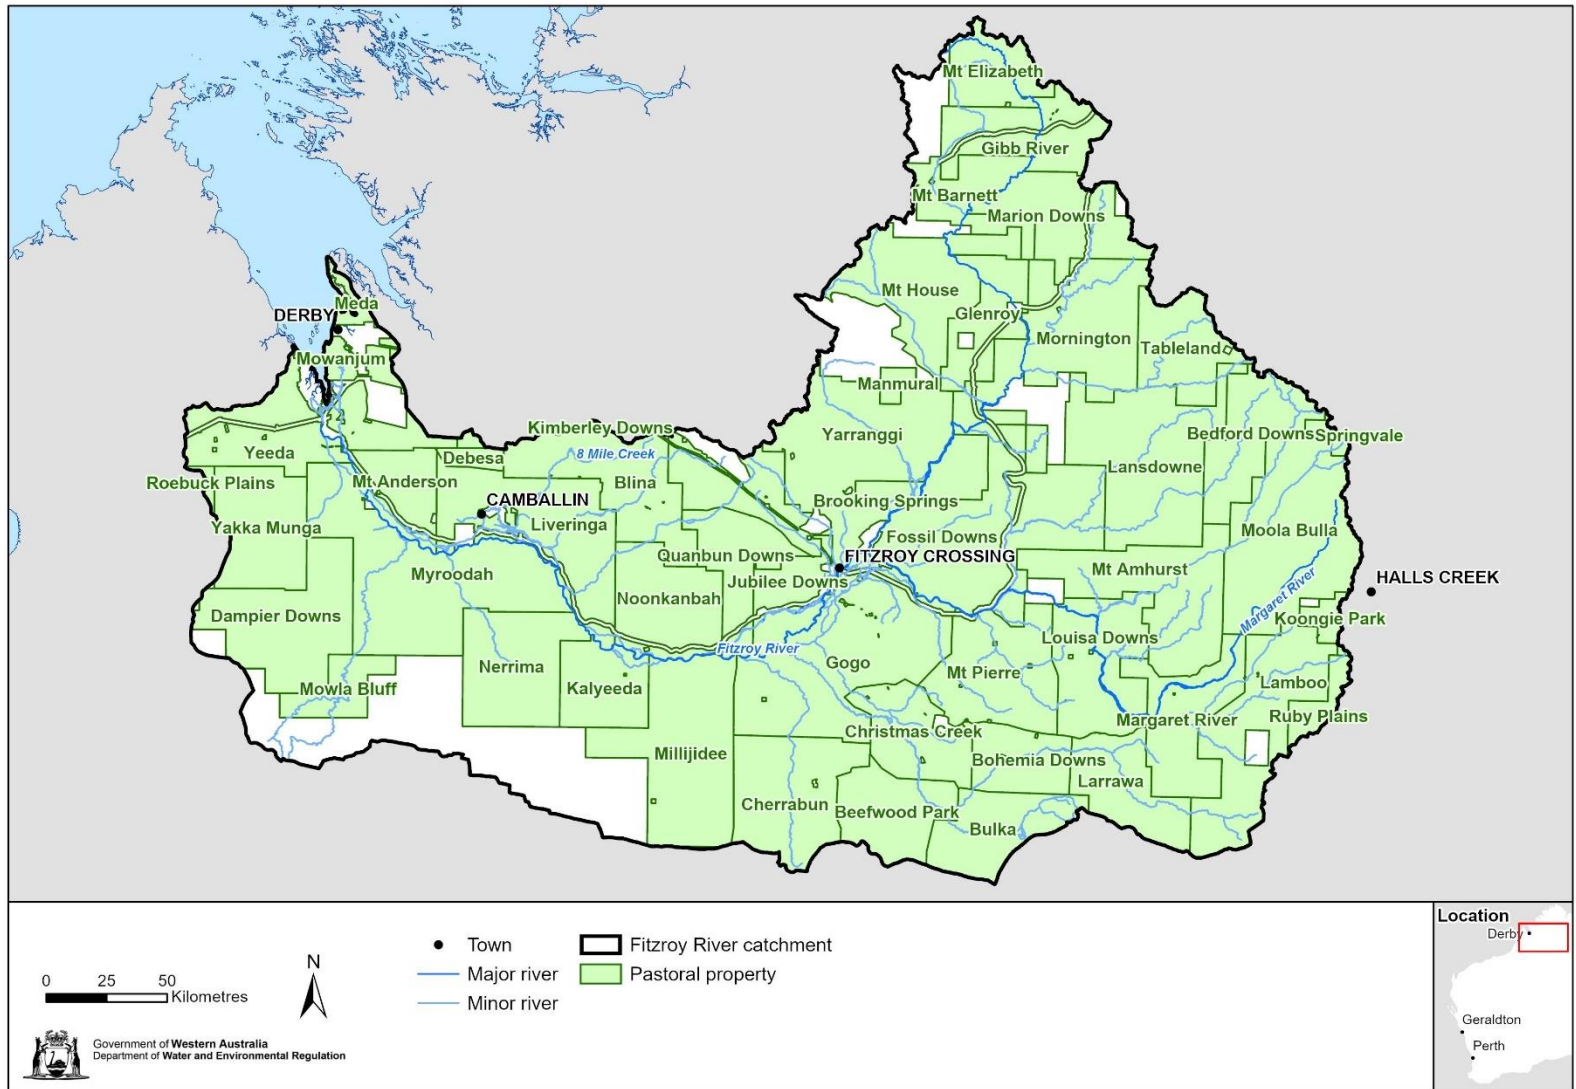 Mt Elizabeth
Gibb River
Mt Barnett
Marion Downs
Mt House
Meda
DERBY
Glenroy
Mornington
Tableland
Mowanjum
Manmural
Kimberley Downs
Yarranggi
Bedford Downs
Springvale
Yeeda
Debesa
8 Mile Creek
Lansdowne
Roebuck Plains
Mt Anderson
Blina
CAMBALLIN
Brooking Springs
Yakka Munga
Liveringa
Fossil Downs
Moola Bulla
Quanbun Downs
FITZROY CROSSING
Myroodah
Jubilee Downs
Mt Amhurst
HALLS CREEK
Noonkanbah
Margaret River
Dampier Downs
Koongie Park
Louisa Downs
Fitzroy River
Nerrima
Gogo
Mt Pierre
Kalyeeda
Lamboo
Mowla Bluff
Margaret River
Ruby Plains
Christmas Creek
Millijidee
Bohemia Downs
Larrawa
Cherrabun
Beefwood Park
Bulka
0 25 50
Kilometres
N
Town
Major river
Minor river
Fitzroy River catchment
Pastoral property
Government of Western Australia
Department of Water and Environmental Regulation
Location
Derby
Geraldton
Perth